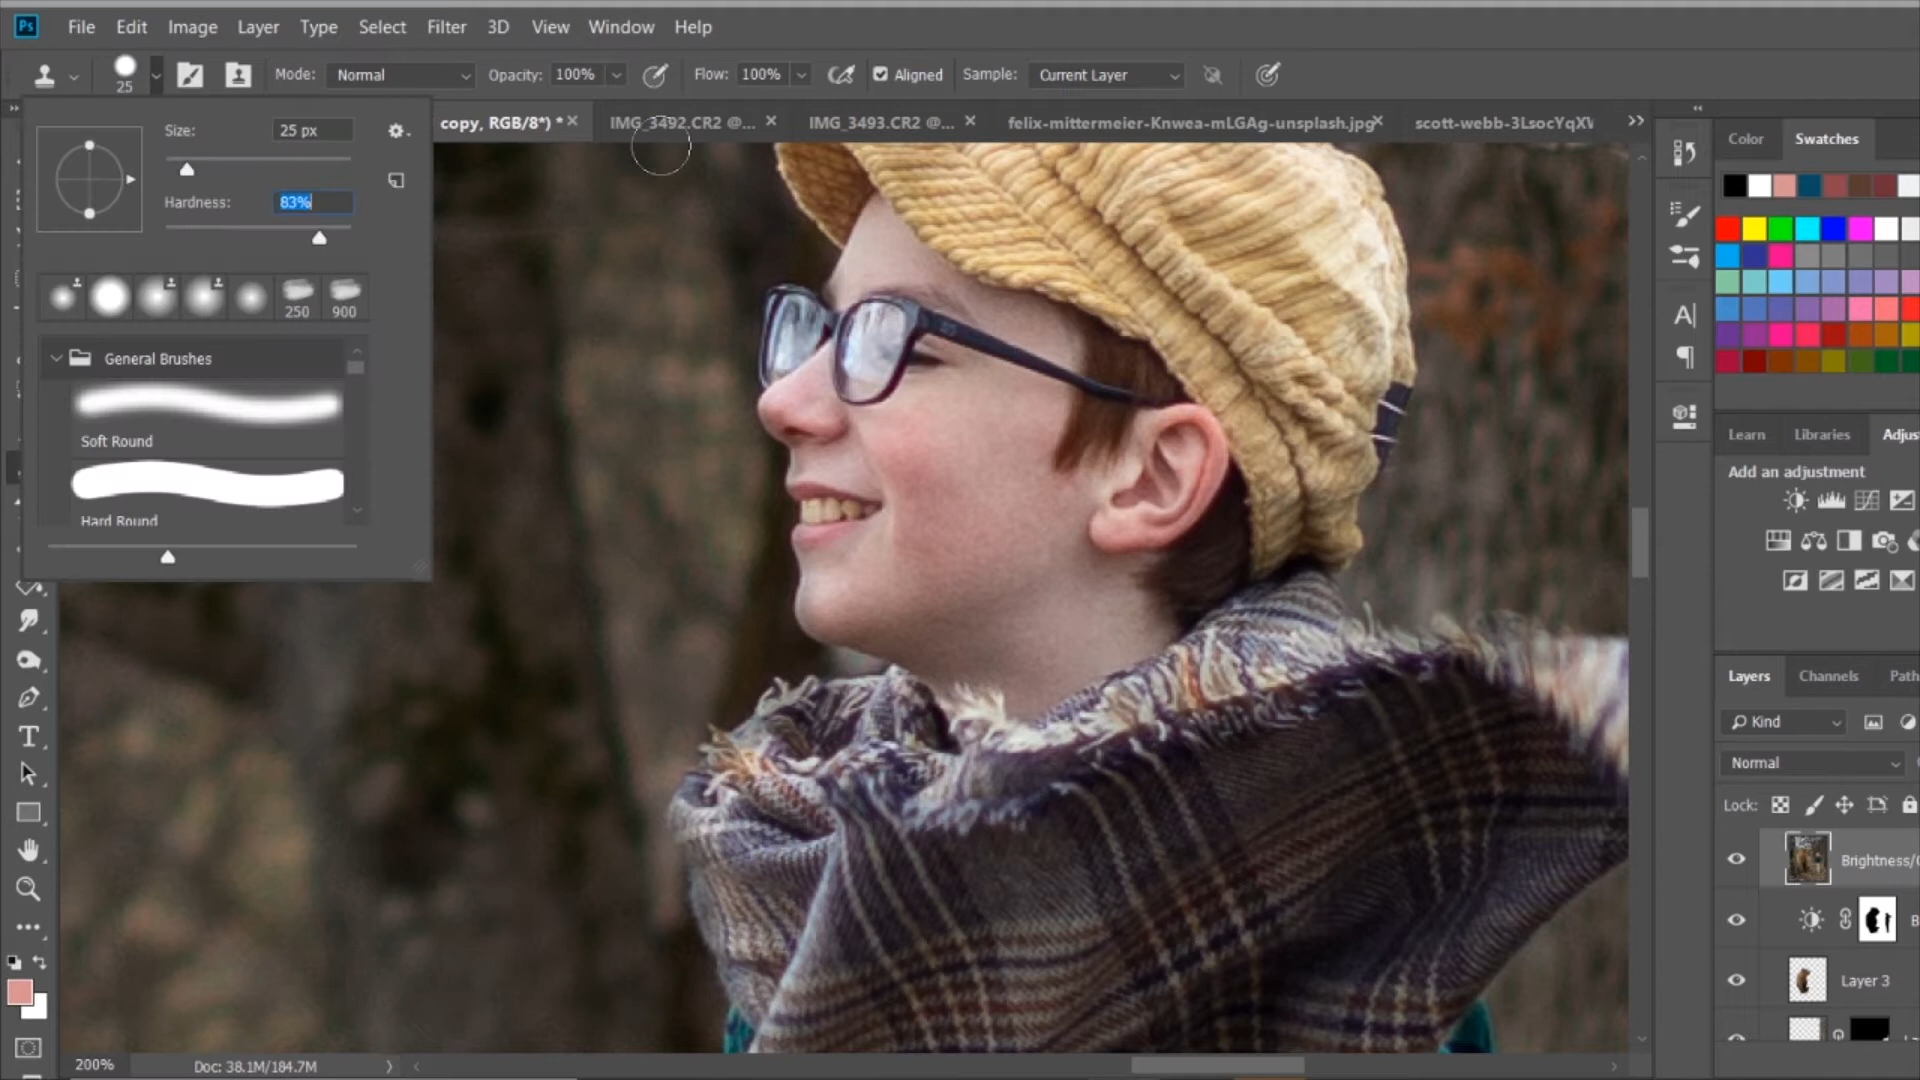 Ps File Edit Image Layer Type Select Filter 3D View Window Help
25 Mode: Normal Opacity: 100% Flow: 100% Aligned Sample: Current Layer
copy, RGB/8*) * IMG_3492.CR2 @... IMG_3493.CR2 @... felix-mittermeier-Knwea-mLGAg-unsplash.jpg scott-webb-3LsocYqXV
Size: 25 px
Hardness: 83%
250 900
General Brushes
Soft Round
Hard Round
Color Swatches
Learn Libraries Adjus
Add an adjustment
Layers Channels Path
Kind
Normal
Lock:
Brightness/C
B
Layer 3
200% Doc: 38.1M/184.7M